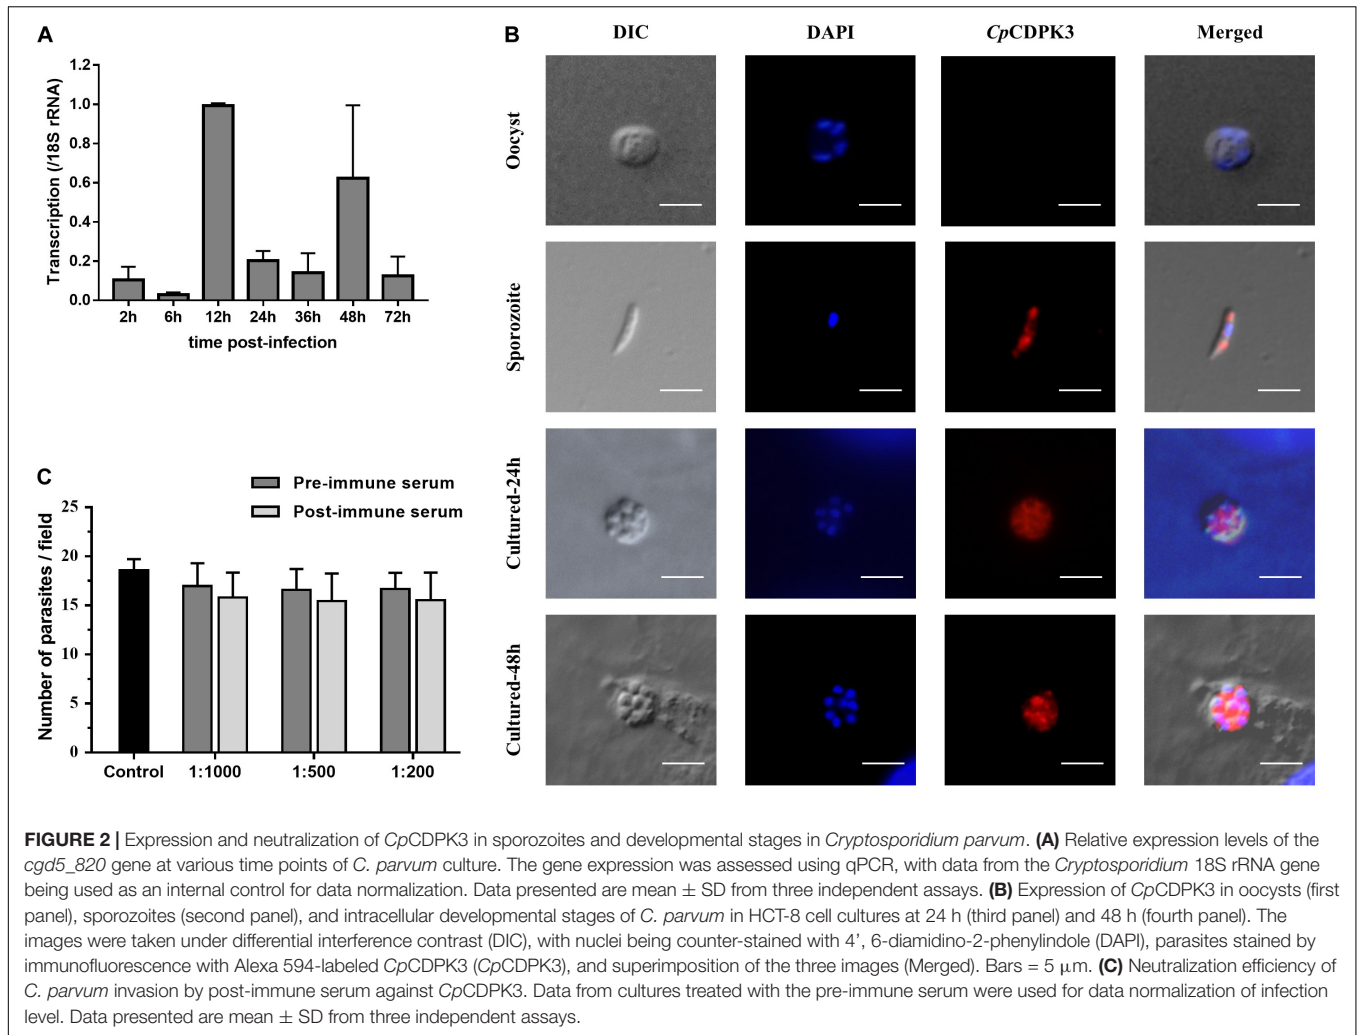 A
Transcription (/18S rRNA)
1.2
1.0
0.8
0.6
0.4
0.2
0.0
2h 6h 12h 24h 36h 48h 72h
time post-infection
B
DIC DAPI CpCDPK3 Merged
Oocyst
Sporozoite
Cultured-24h
Cultured-48h
C
Pre-immune serum
Post-immune serum
Number of parasites / field
25
20
15
10
5
0
Control 1:1000 1:500 1:200
FIGURE 2 | Expression and neutralization of CpCDPK3 in sporozoites and developmental stages in Cryptosporidium parvum. (A) Relative expression levels of the
cgd5_820 gene at various time points of C. parvum culture. The gene expression was assessed using qPCR, with data from the Cryptosporidium 18S rRNA gene
being used as an internal control for data normalization. Data presented are mean ± SD from three independent assays. (B) Expression of CpCDPK3 in oocysts (first
panel), sporozoites (second panel), and intracellular developmental stages of C. parvum in HCT-8 cell cultures at 24 h (third panel) and 48 h (fourth panel). The
images were taken under differential interference contrast (DIC), with nuclei being counter-stained with 4’, 6-diamidino-2-phenylindole (DAPI), parasites stained by
immunofluorescence with Alexa 594-labeled CpCDPK3 (CpCDPK3), and superimposition of the three images (Merged). Bars = 5 μm. (C) Neutralization efficiency of
C. parvum invasion by post-immune serum against CpCDPK3. Data from cultures treated with the pre-immune serum were used for data normalization of infection
level. Data presented are mean ± SD from three independent assays.